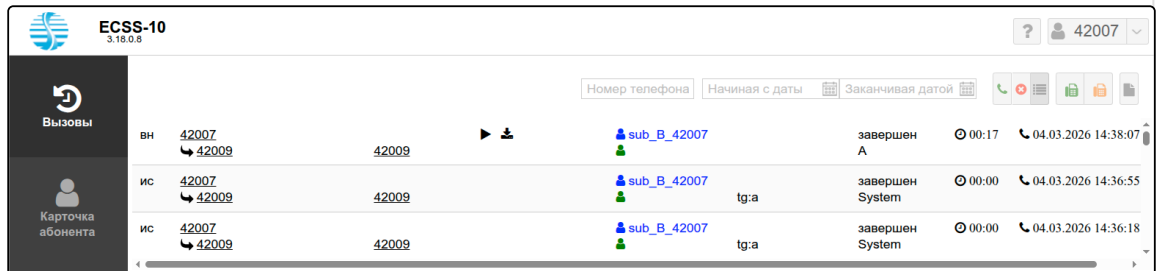 ECSS-10
3.18.0.8
? 42007
Вызовы
Карточка
абонента
Номер телефона Начиная с даты Заканчивая датой
вн 42007 sub_B_42007 завершен 00:17 04.03.2026 14:38:07
42009 42009 A
ис 42007 sub_B_42007 завершен 00:00 04.03.2026 14:36:55
42009 42009 tg:a System
ис 42007 sub_B_42007 завершен 00:00 04.03.2026 14:36:18
42009 42009 tg:a System